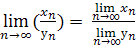 lim_{n→∞} (x_n / y_n) = lim_{n→∞} x_n / lim_{n→∞} y_n